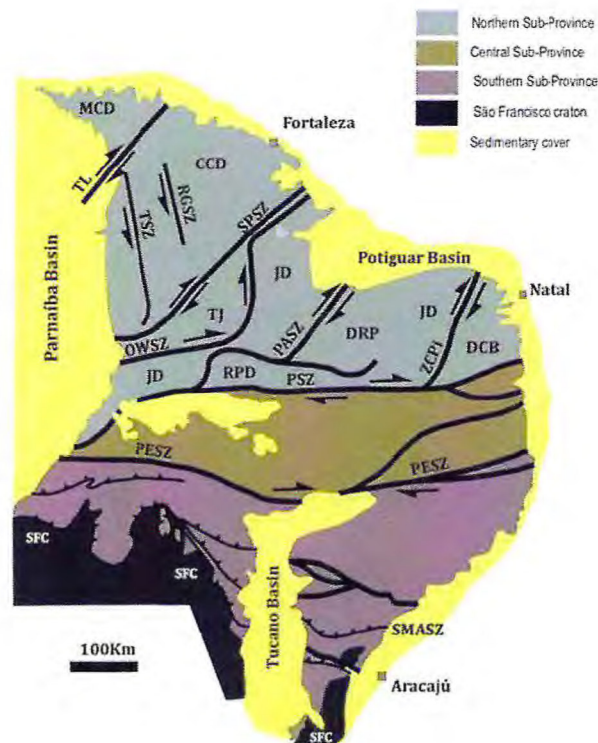 Northern Sub-Province
Central Sub-Province
Southern Sub-Province
São Francisco craton
Sedimentary cover
MCD
Fortaleza
CCD
TL
RGSZ
TSZ
SPSZ
Parnaíba Basin
Potiguar Basin
JD
Natal
TJ
JD
OWSZ
PASZ
DRP
ZCPi
DCB
JD
RPD
PSZ
PESZ
PESZ
SFC
SFC
Tucano Basin
SMASZ
100Km
Aracajú
SFC